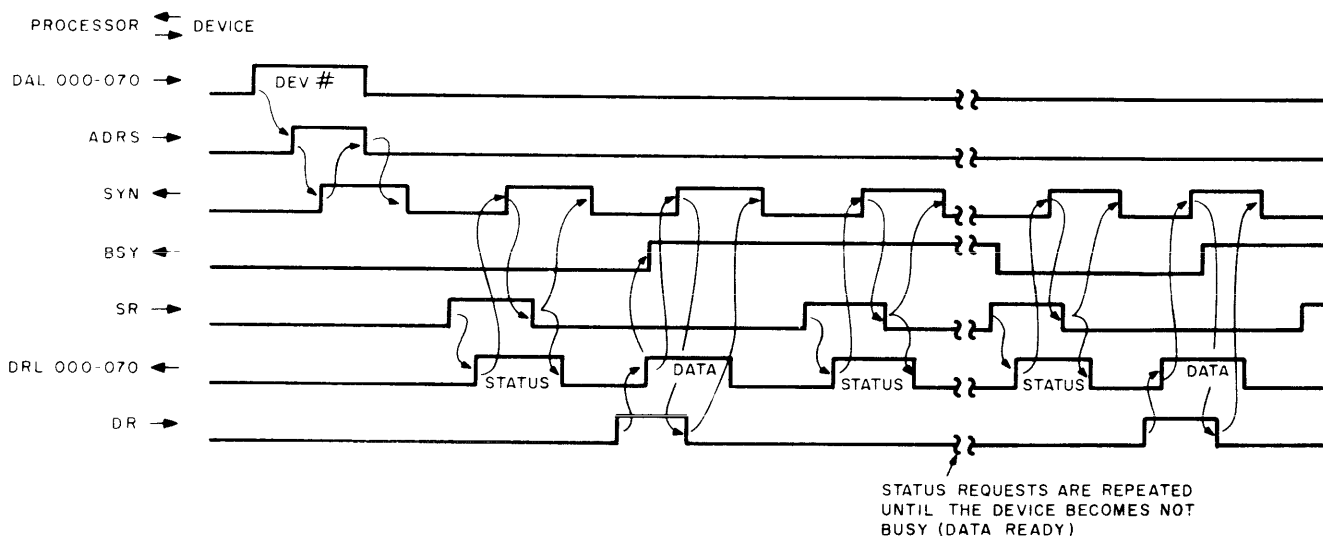 PROCESSOR DEVICE
DAL 000-070 DEV #
ADRS
SYN
BSY
SR
DRL 000-070 STATUS DATA STATUS STATUS DATA
DR
STATUS REQUESTS ARE REPEATED
UNTIL THE DEVICE BECOMES NOT
BUSY (DATA READY)